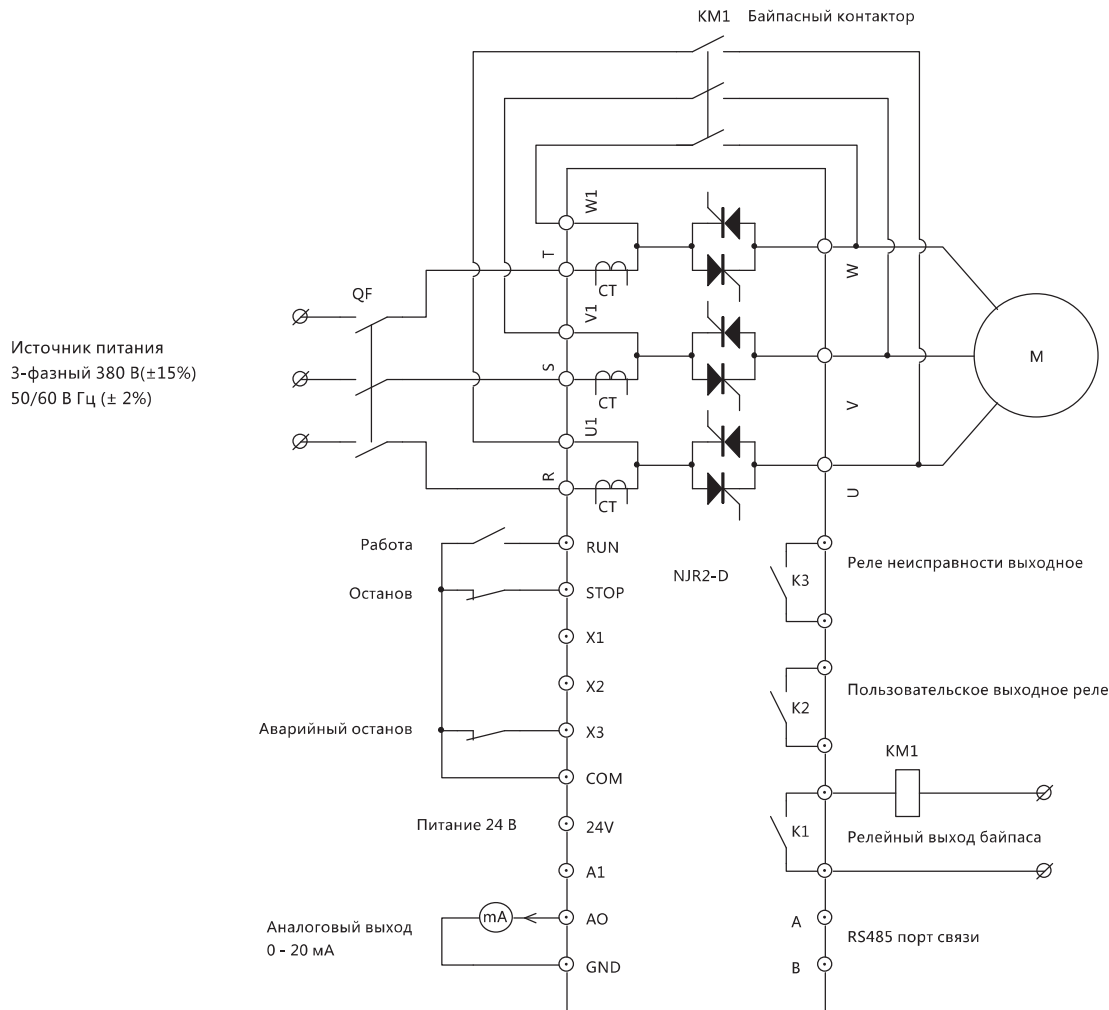 KM1 Байпасный контактор
W1
T
CT
W
QF
V1
Источник питания
3-фазный 380 В(±15%)
50/60 В Гц (± 2%)
S
CT
V
M
U1
R
CT
U
Работа
RUN
NJR2-D
K3
Реле неисправности выходное
Останов
STOP
X1
X2
K2
Пользовательское выходное реле
Аварийный останов
X3
KM1
COM
Питание 24 В
24V
K1
Релейный выход байпаса
A1
Аналоговый выход
0 - 20 мА
mA
AO
A
RS485 порт связи
GND
B